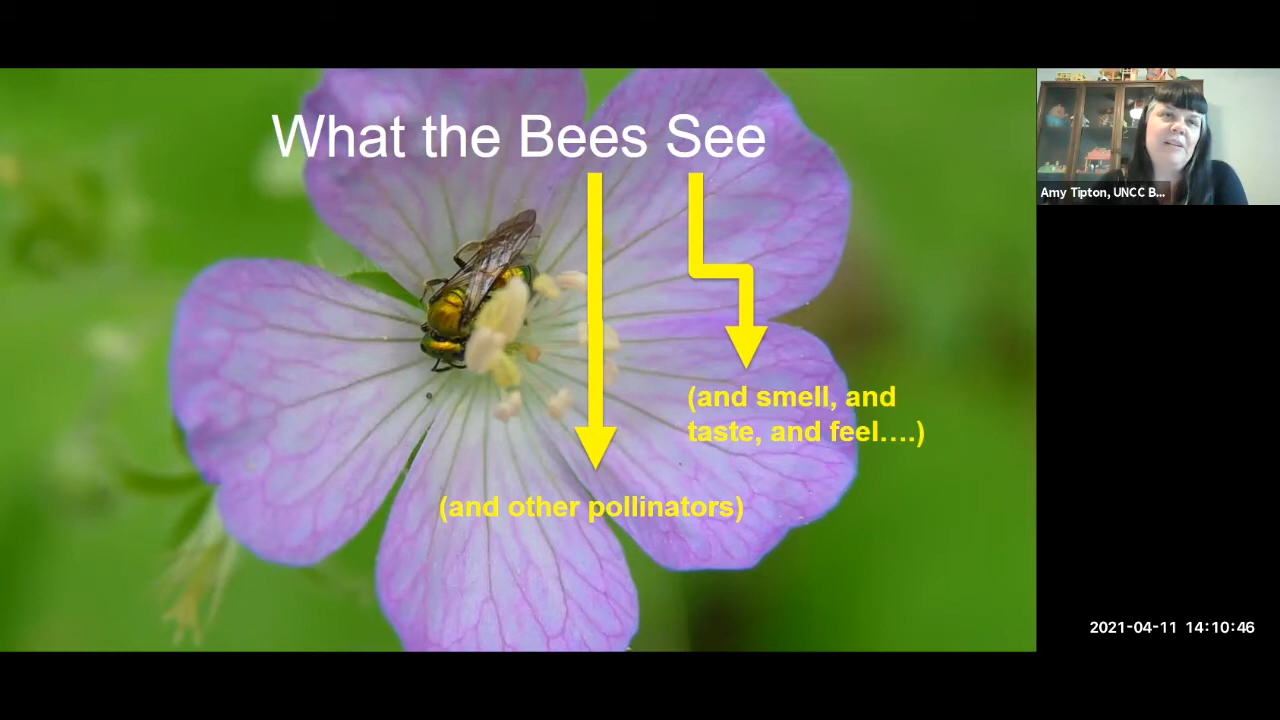 What the Bees See
(and smell, and
taste, and feel....)
(and other pollinators)
Amy Tipton, UNCC B...
2021-04-11 14:10:46